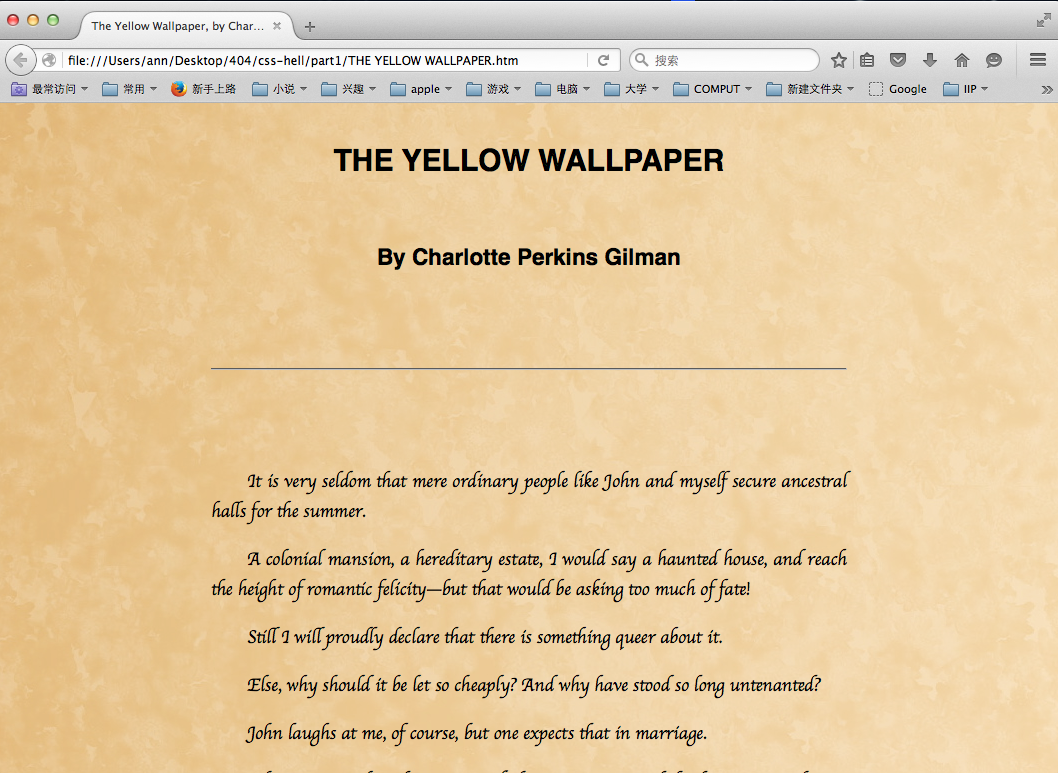 The Yellow Wallpaper, by Char...
file:///Users/ann/Desktop/404/css-hell/part1/THE YELLOW WALLPAPER.htm
搜索
最常访问 常用 新手上路 小说 兴趣 apple 游戏 电脑 大学 COMPUT 新建文件夹 Google IIP
THE YELLOW WALLPAPER
By Charlotte Perkins Gilman
It is very seldom that mere ordinary people like John and myself secure ancestral
halls for the summer.
A colonial mansion, a hereditary estate, I would say a haunted house, and reach
the height of romantic felicity—but that would be asking too much of fate!
Still I will proudly declare that there is something queer about it.
Else, why should it be let so cheaply? And why have stood so long untenanted?
John laughs at me, of course, but one expects that in marriage.